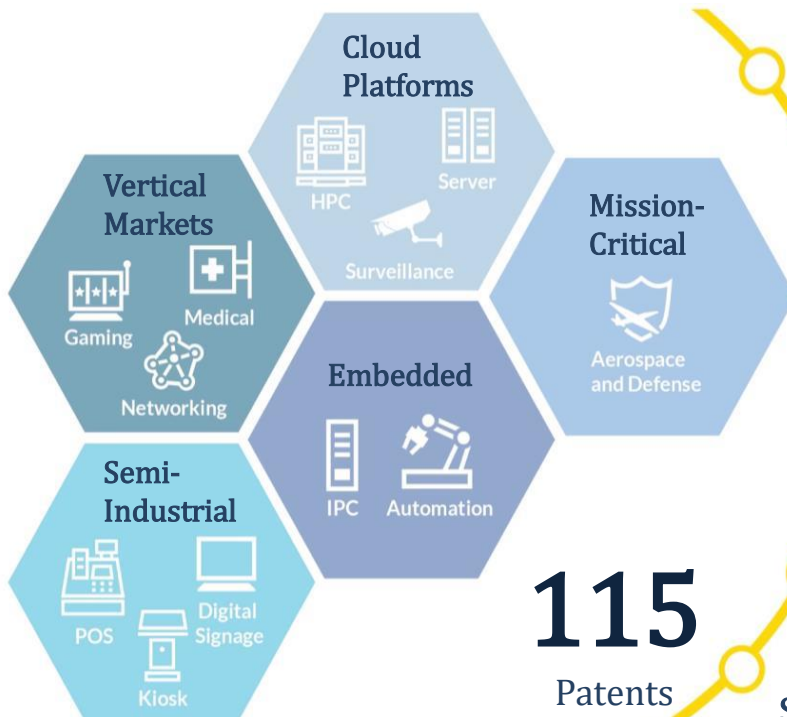 Cloud
Platforms
HPC
Server
Surveillance
Vertical
Markets
Gaming
Medical
Networking
Mission-
Critical
Aerospace
and Defense
Embedded
IPC
Automation
Semi-
Industrial
POS
Digital
Signage
Kiosk
115
Patents